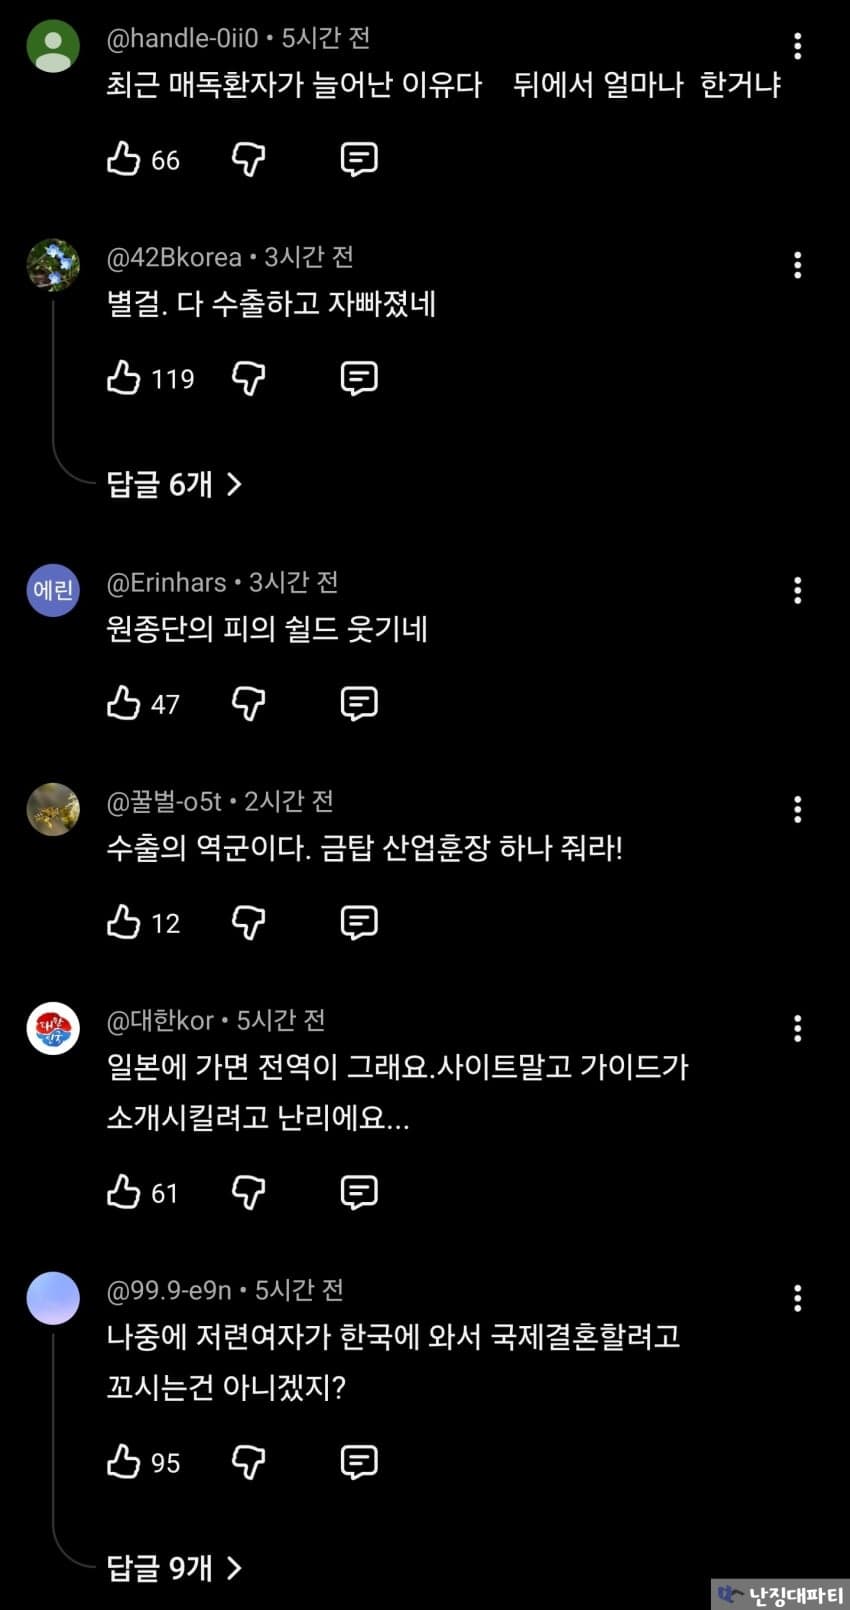 @handle-0ii0 • 5시간 전
최근 매독환자가 늘어난 이유다 뒤에서 얼마나 한거냐
66
@42Bkorea • 3시간 전
별걸. 다 수출하고 자빠졌네
119
답글 6개
에린
@Erinhars • 3시간 전
원종단의 피의 쉴드 웃기네
47
@꿀벌-o5t • 2시간 전
수출의 역군이다. 금탑 산업훈장 하나 줘라!
12
대한
민국
@대한kor • 5시간 전
일본에 가면 전역이 그래요.사이트말고 가이드가
소개시킬려고 난리에요...
61
@99.9-e9n • 5시간 전
나중에 저련여자가 한국에 와서 국제결혼할려고
꼬시는건 아니겠지?
95
답글 9개
난징대파티